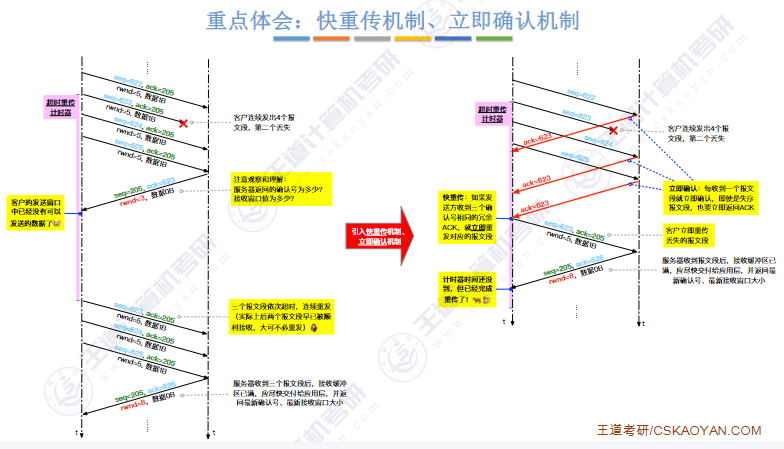 重点体会：快重传机制、立即确认机制
seq=622, ack=205
rwnd=5, 数据1B
超时重传
计时器
seq=623, ack=205
rwnd=5, 数据1B
seq=624, ack=205
rwnd=5, 数据1B
seq=625, ack=205
rwnd=5, 数据1B
客户连续发出4个报
文段，第二个丢失
seq=205, ack=623
rwnd=3, 数据0B
注意观察和理解：
服务器返回的确认号为多少?
接收窗口值为多少?
客户的发送窗口
中已经没有可以
发送的数据了
seq=623, ack=205
rwnd=5, 数据1B
seq=624, ack=205
rwnd=5, 数据1B
seq=625, ack=205
rwnd=5, 数据1B
三个报文段依次超时，连续重发
（实际上后两个报文段早已被顺
利接收，大可不必重发）
seq=205, ack=626
rwnd=8, 数据0B
服务器收到三个报文段后，接收缓冲
区已满，应尽快交付给应用层，并返
回最新确认号、最新接收窗口大小
t
t
引入快重传机制、
立即确认机制
seq=622
超时重传
计时器
seq=623
ack=623
seq=624
seq=625
ack=623
ack=623
客户连续发出4个报
文段，第二个丢失
立即确认：每收到一个报文
段就立即确认，即使是失序
报文段，也要立即返回ACK
快重传：如果发
送方收到三个确
认号相同的冗余
ACK，就立即重
发对应的报文段
seq=623, ack=205
rwnd=5, 数据1B
客户立即重传
丢失的报文段
seq=205, ack=626
rwnd=8, 数据0B
服务器收到报文段后，接收缓冲区已
满，应尽快交付给应用层，并返回最
新确认号、最新接收窗口大小
计时器时间还没
到，但已经完成
重传了！
t
t
王道考研/CSKAOYAN.COM
王道计算机考研
cskaoyan.com